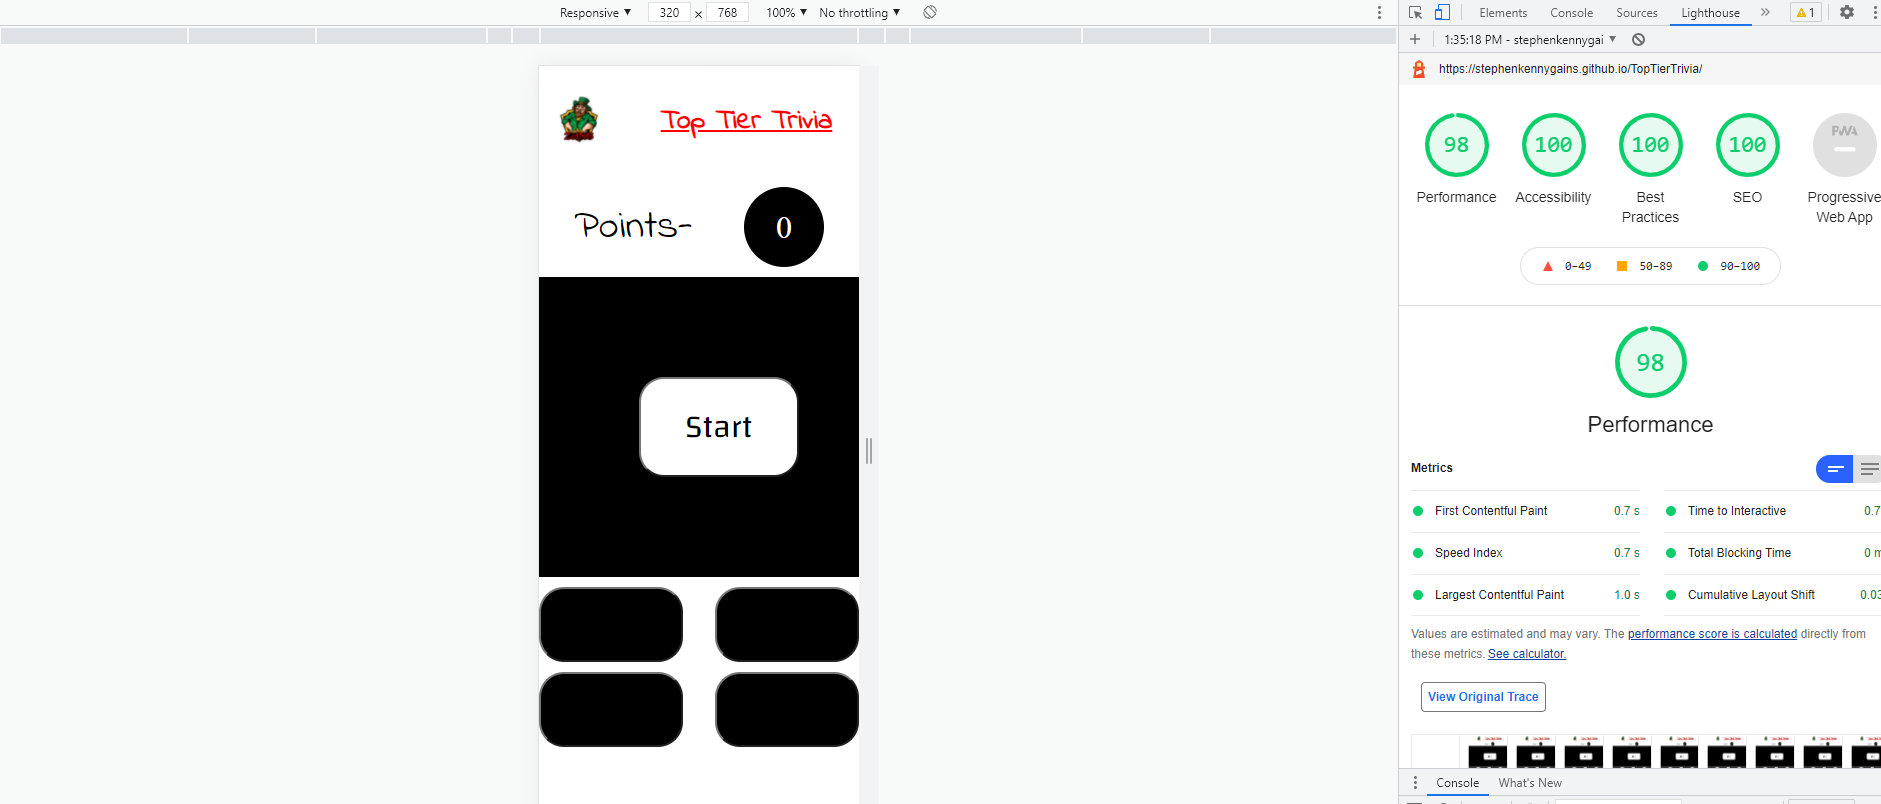 Responsive ▼ 320 × 768 100% ▼ No throttling ▼
Elements Console Sources Lighthouse » 1
1:35:18 PM - stephenkennygai ▼
https://stephenkennygains.github.io/TopTierTrivia/
Top Tier Trivia
Points- 0
Start
98 100 100 100 PWA
Performance Accessibility Best Practices SEO Progressive Web App
0–49 50–89 90–100
98
Performance
Metrics
First Contentful Paint 0.7 s Time to Interactive 0.7
Speed Index 0.7 s Total Blocking Time 0 m
Largest Contentful Paint 1.0 s Cumulative Layout Shift 0.03
Values are estimated and may vary. The performance score is calculated directly from
these metrics. See calculator.
View Original Trace
Console What's New